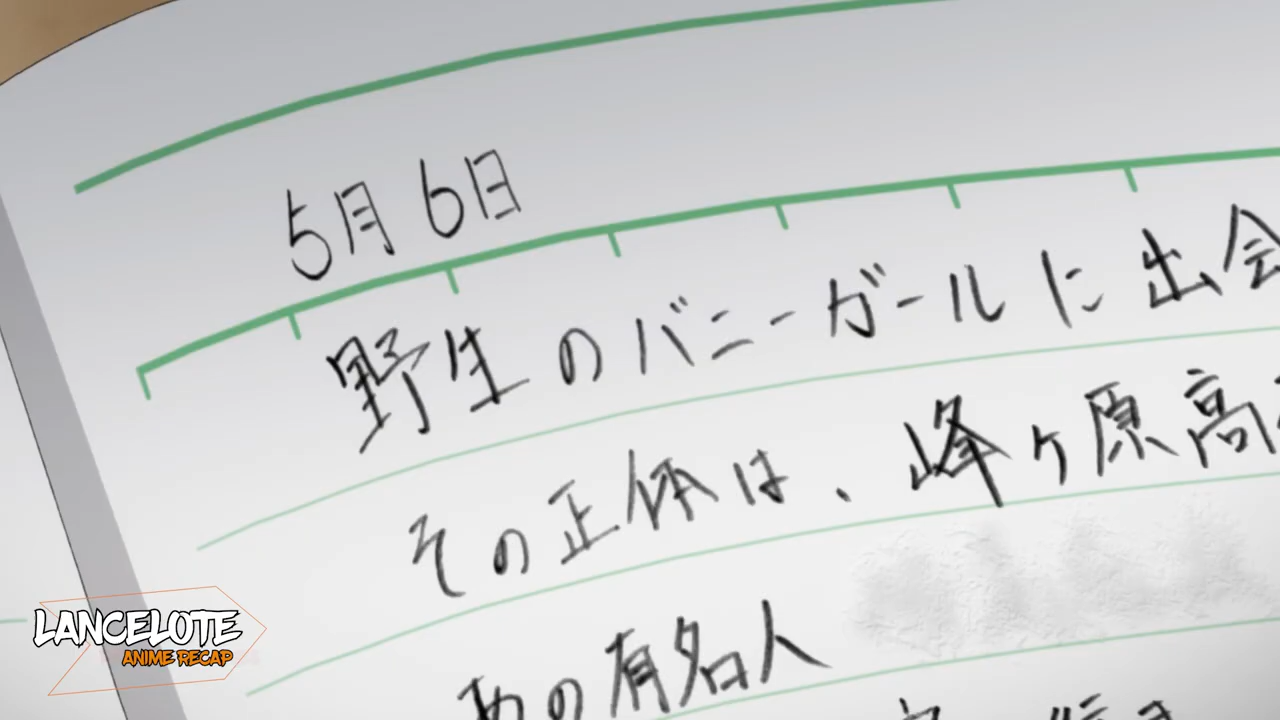 5月6日
野生のバニーガールに出会
その正体は、峰ヶ原高
あの有名人
LANCELOTE
ANIME RECAP